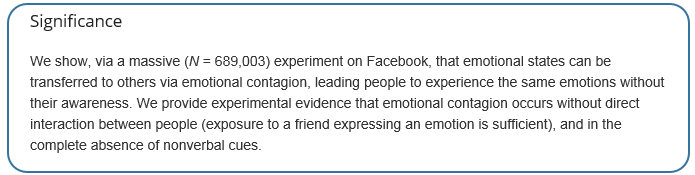 Significance
We show, via a massive (N = 689,003) experiment on Facebook, that emotional states can be
transferred to others via emotional contagion, leading people to experience the same emotions without
their awareness. We provide experimental evidence that emotional contagion occurs without direct
interaction between people (exposure to a friend expressing an emotion is sufficient), and in the
complete absence of nonverbal cues.